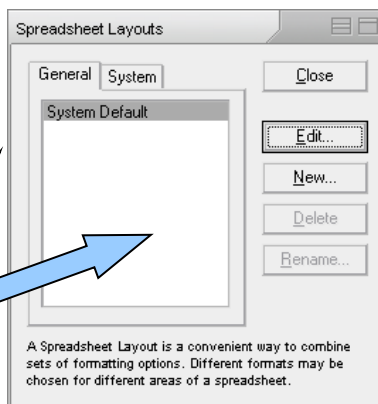 Spreadsheet Layouts
General System
System Default
Close
Edit...
New...
Delete
Rename...
A Spreadsheet Layout is a convenient way to combine
sets of formatting options. Different formats may be
chosen for different areas of a spreadsheet.